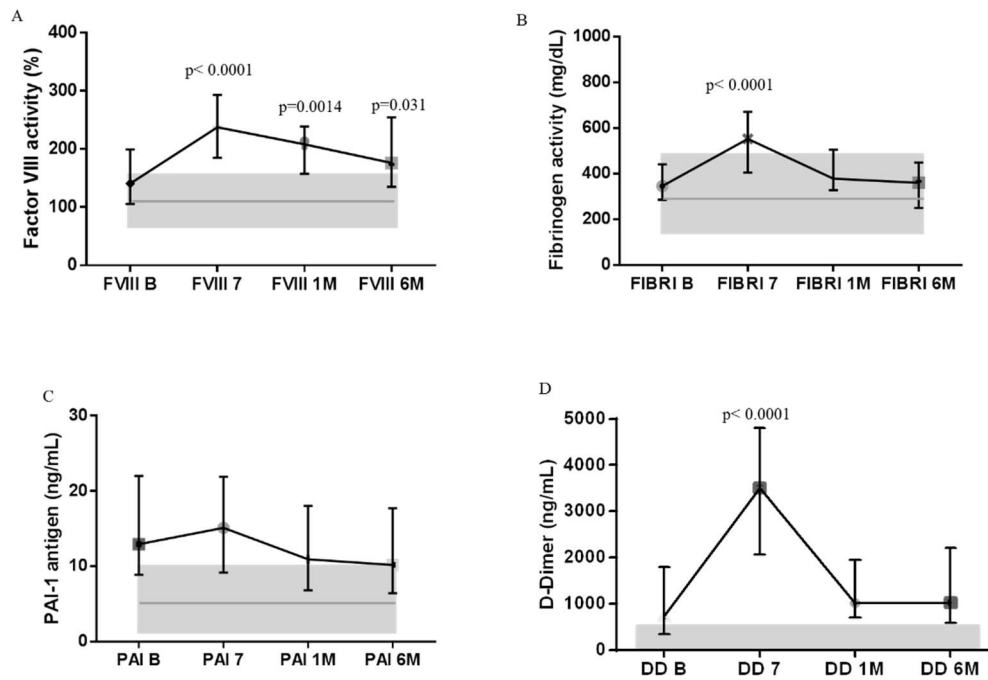 A
Factor VIII activity (%)
400
300
200
100
0
p< 0.0001
p=0.0014
p=0.031
FVIII B
FVIII 7
FVIII 1M
FVIII 6M
B
Fibrinogen activity (mg/dL)
1000
800
600
400
200
0
p< 0.0001
FIBRI B
FIBRI 7
FIBRI 1M
FIBRI 6M
C
PAI-1 antigen (ng/mL)
30
20
10
0
PAI B
PAI 7
PAI 1M
PAI 6M
D
D-Dimer (ng/mL)
5000
4000
3000
2000
1000
0
p< 0.0001
DD B
DD 7
DD 1M
DD 6M